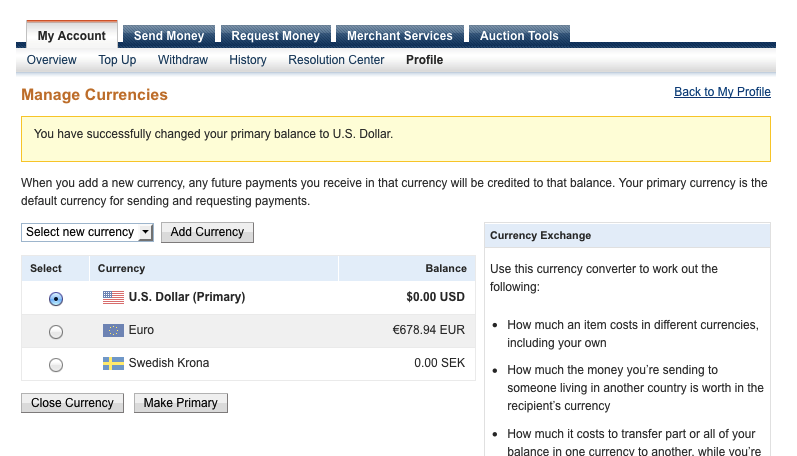 My Account Send Money Request Money Merchant Services Auction Tools
Overview Top Up Withdraw History Resolution Center Profile
Manage Currencies
Back to My Profile
You have successfully changed your primary balance to U.S. Dollar.
When you add a new currency, any future payments you receive in that currency will be credited to that balance. Your primary currency is the
default currency for sending and requesting payments.
Select new currency Add Currency
Select Currency Balance
U.S. Dollar (Primary) $0.00 USD
Euro €678.94 EUR
Swedish Krona 0.00 SEK
Close Currency Make Primary
Currency Exchange
Use this currency converter to work out the
following:
• How much an item costs in different currencies,
including your own
• How much the money you’re sending to
someone living in another country is worth in the
recipient’s currency
• How much it costs to transfer part or all of your
balance in one currency to another, while you’re